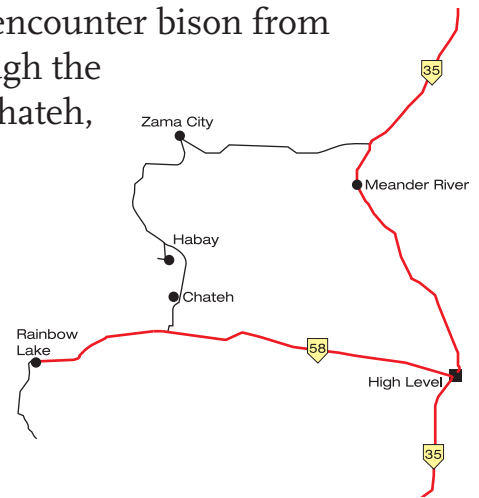 encounter bison from
gh the
hateh,
35
Zama City
Meander River
Habay
Chateh
Rainbow
Lake
58
High Level
35